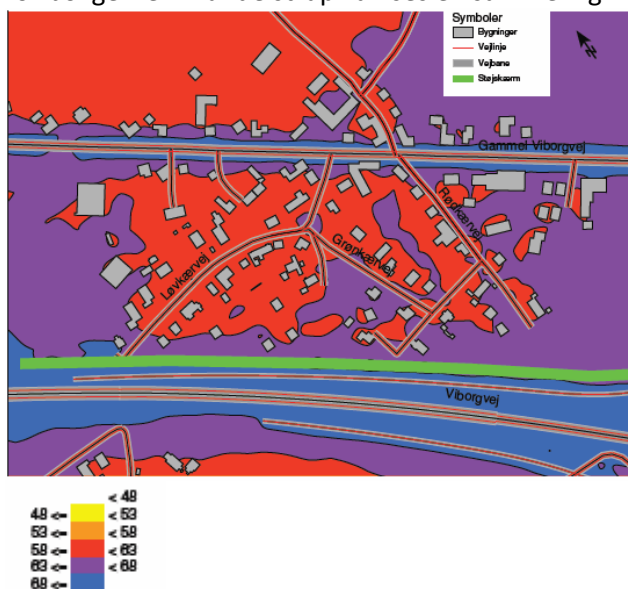 Symboler
Bygninger
Vejlinje
Vejbane
Støjskærm
N
Gammel Viborgvej
Rødkærvej
Løvkærvej
Grønkærvej
Viborgvej
< 48
48 <= < 53
53 <= < 58
58 <= < 63
63 <= < 68
68 <=